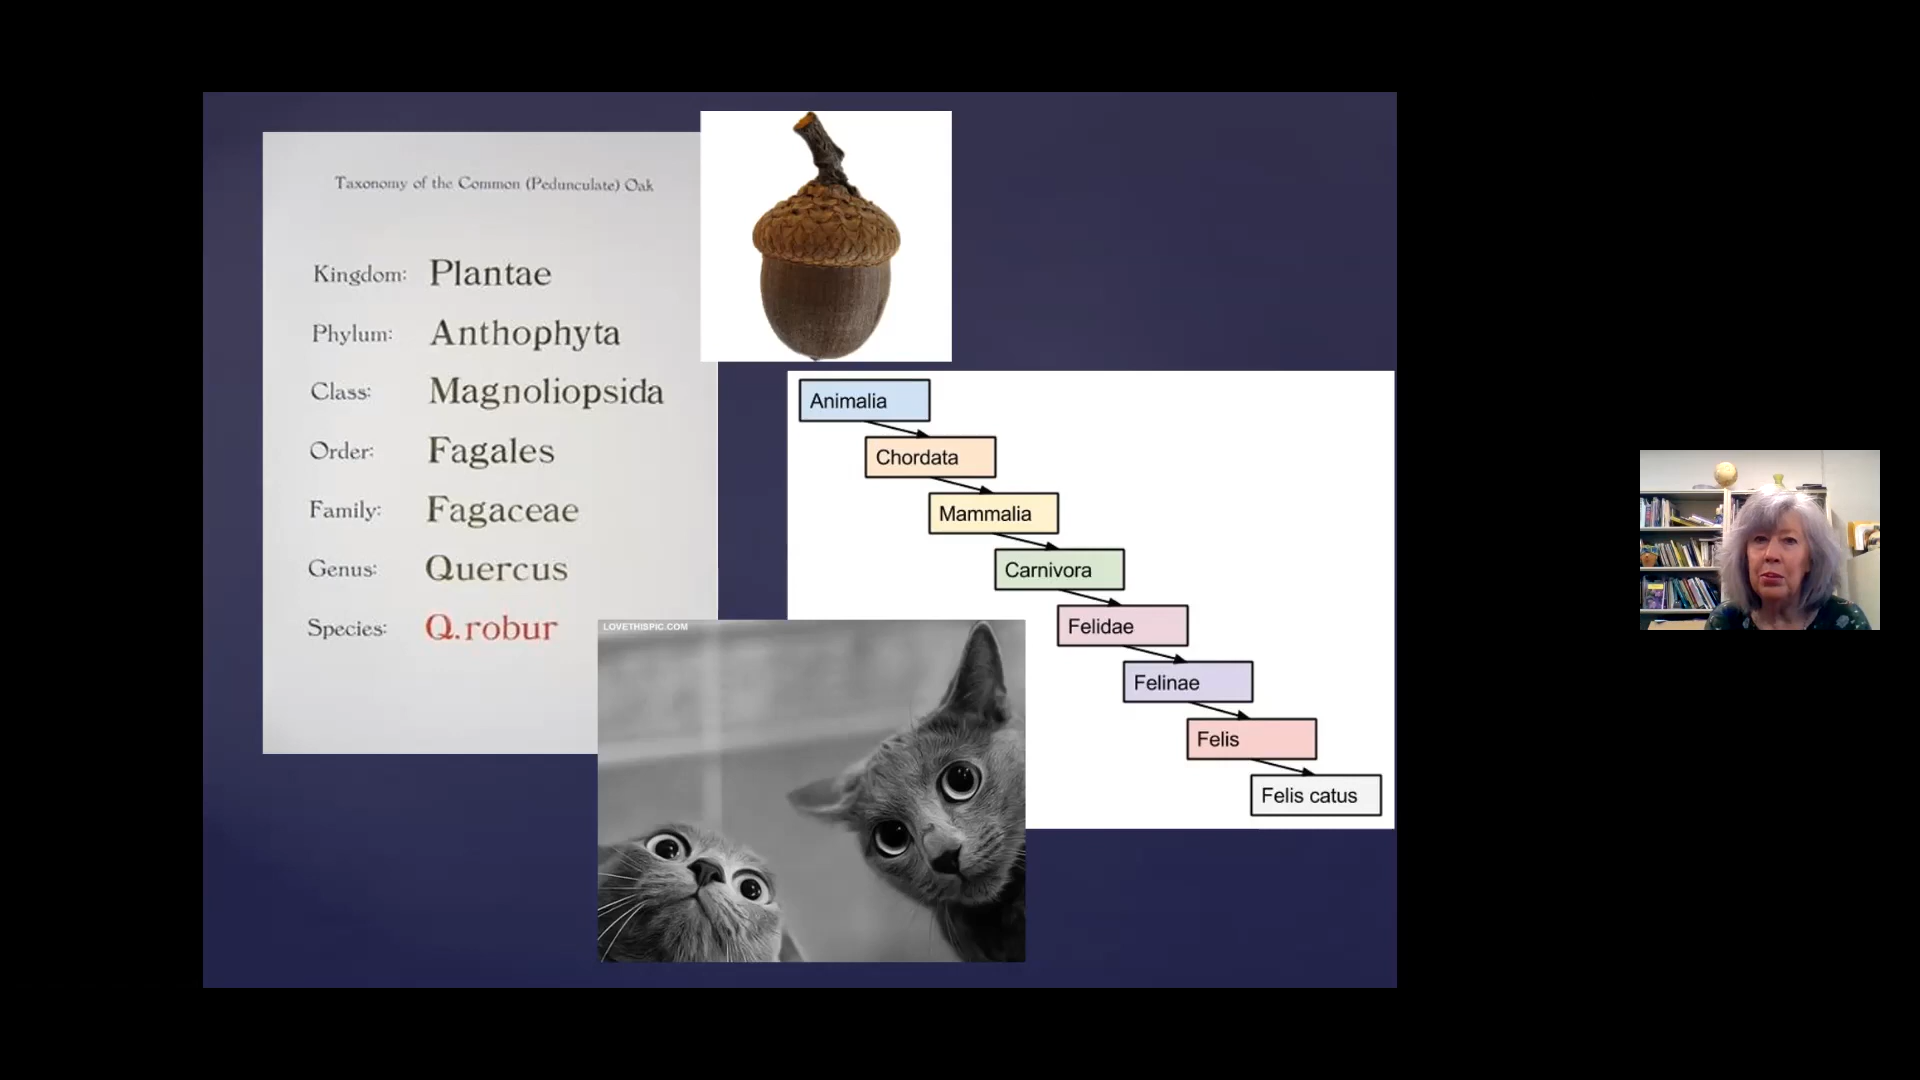 Taxonomy of the Common (Pedunculate) Oak
Kingdom: Plantae
Phylum: Anthophyta
Class: Magnoliopsida
Order: Fagales
Family: Fagaceae
Genus: Quercus
Species: Q.robur
Animalia
Chordata
Mammalia
Carnivora
Felidae
Felinae
Felis
Felis catus
LOVETHISPIC.COM